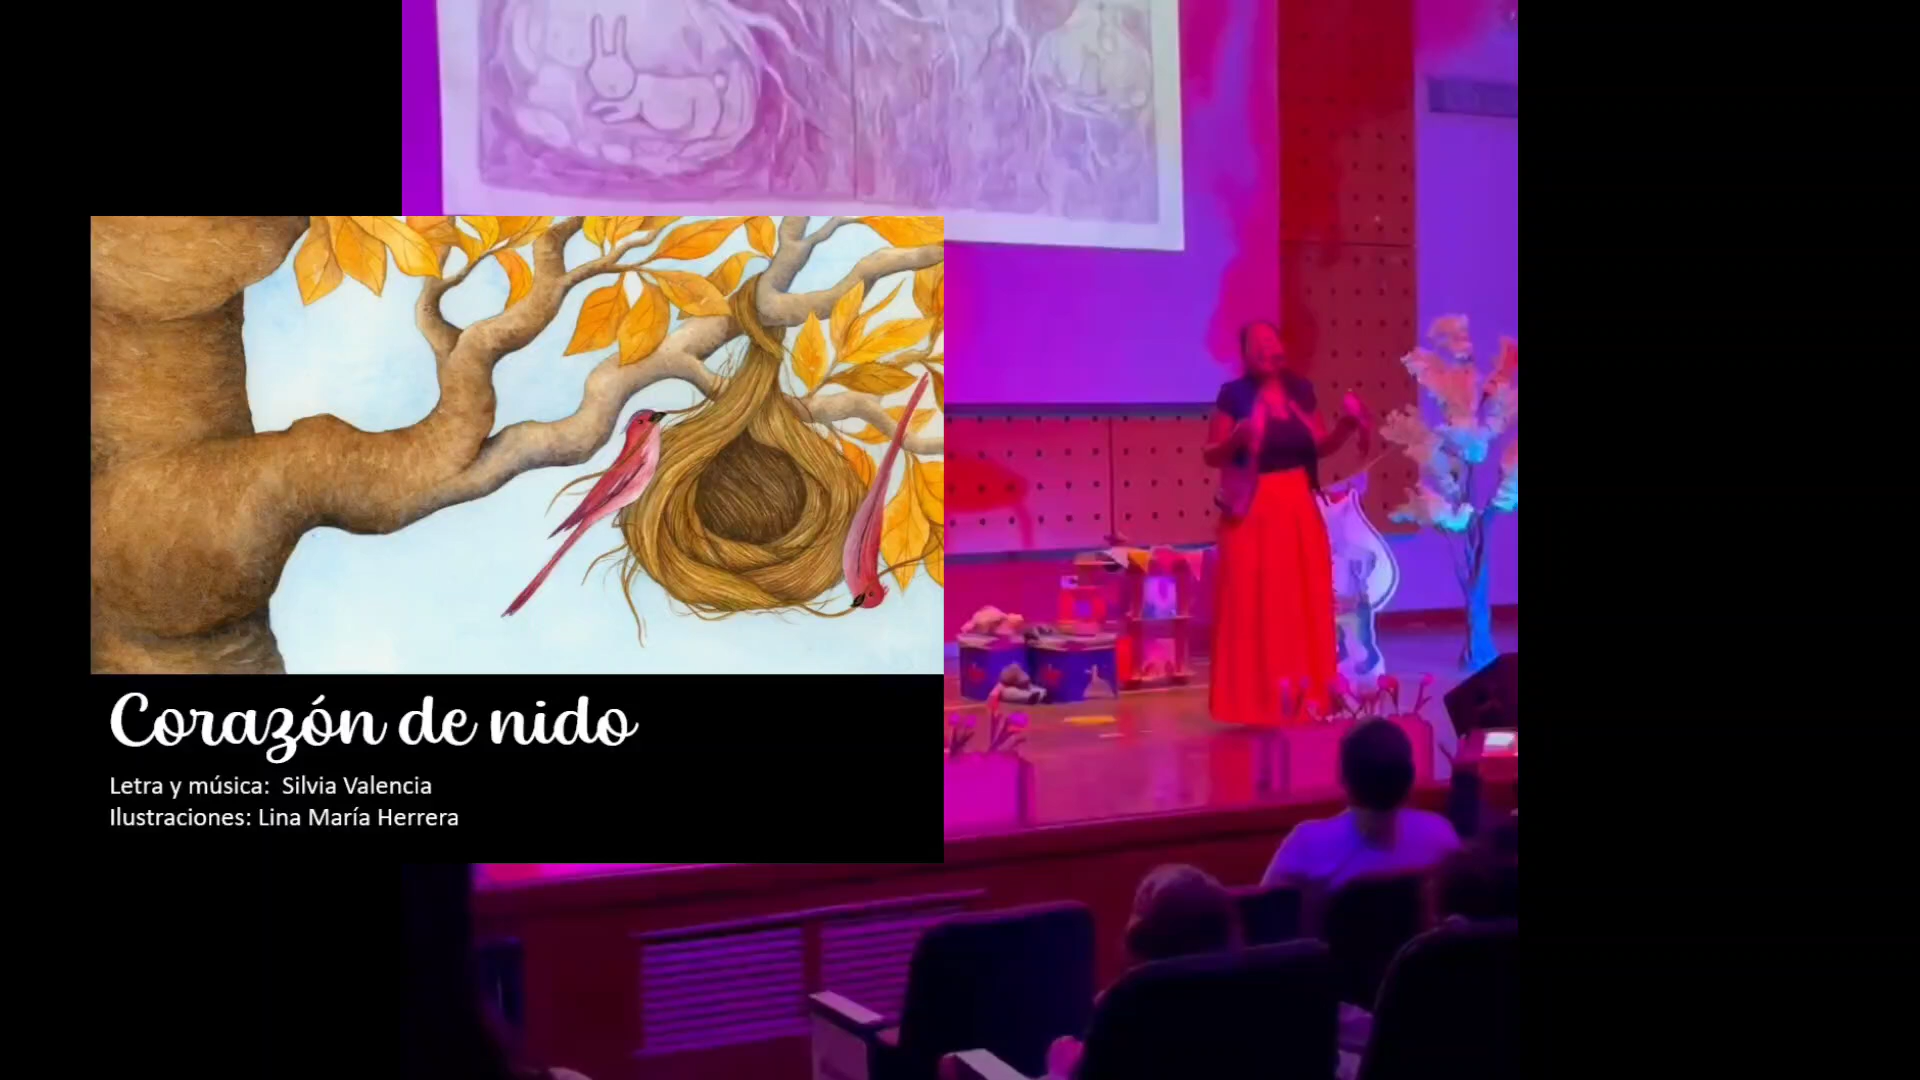 Corazón de nido
Letra y música:  Silvia Valencia
Ilustraciones: Lina María Herrera